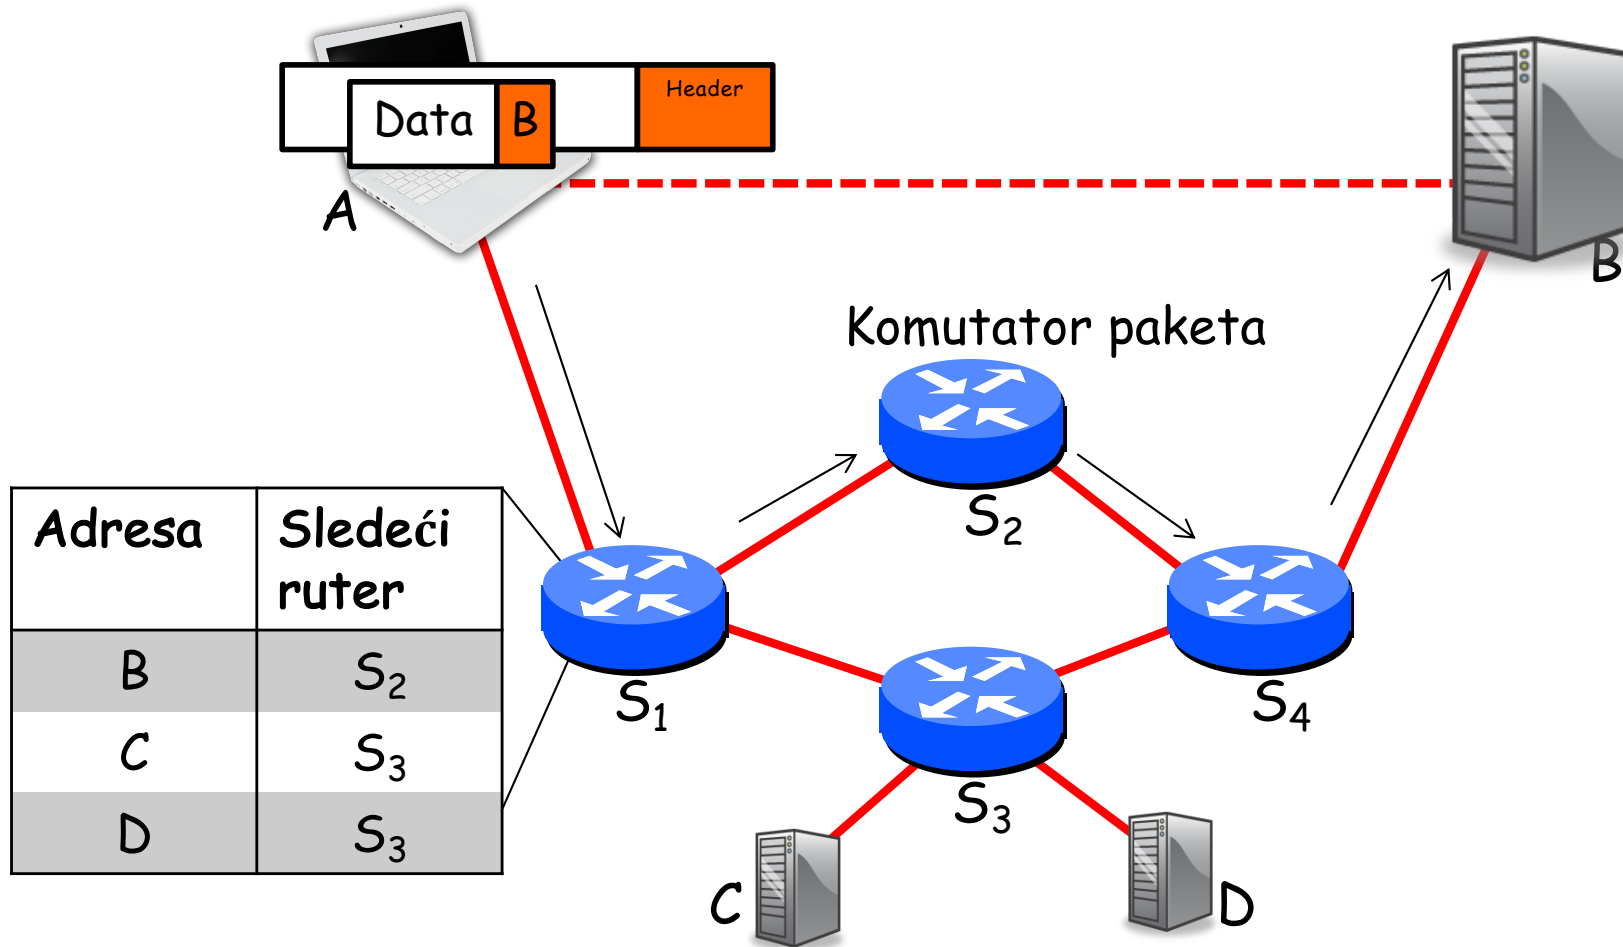 Header
Data B
A
B
Komutator paketa
S2
Adresa Sledeći
ruter
B S2
C S3
D S3
S1
S4
S3
C
D